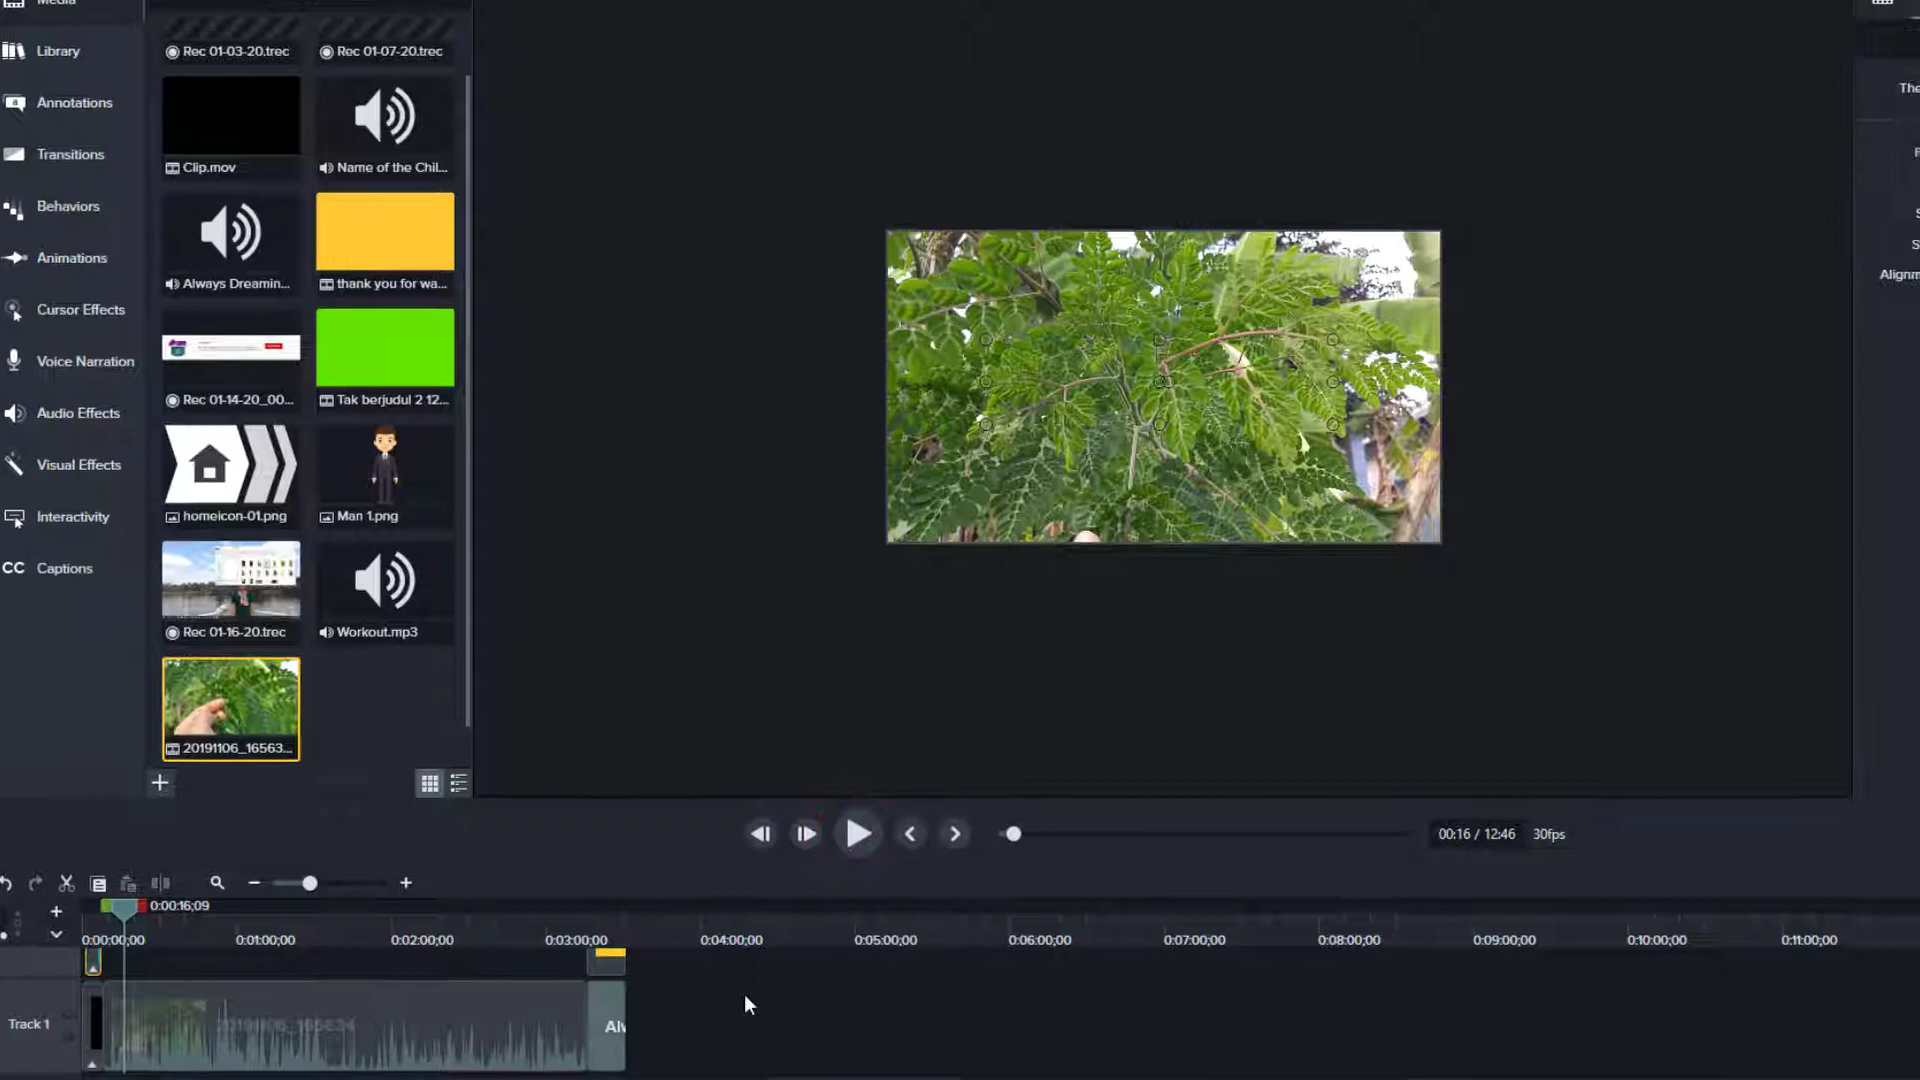 Media
Library
Annotations
Transitions
Behaviors
Animations
Cursor Effects
Voice Narration
Audio Effects
Visual Effects
Interactivity
CC Captions
Rec 01-03-20.trec
Rec 01-07-20.trec
Clip.mov
Name of the Chil...
Always Dreamin...
thank you for wa...
Rec 01-14-20_00...
Tak berjudul 2 12...
homeicon-01.png
Man 1.png
Rec 01-16-20.trec
Workout.mp3
20191106_16563...
The
Alignm
00:16 / 12:46 30fps
0:00:16;09
0:00:00;00 0:01:00;00 0:02:00;00 0:03:00;00 0:04:00;00 0:05:00;00 0:06:00;00 0:07:00;00 0:08:00;00 0:09:00;00 0:10:00;00 0:11:00;00
Track 1
20191106_165634
Alw